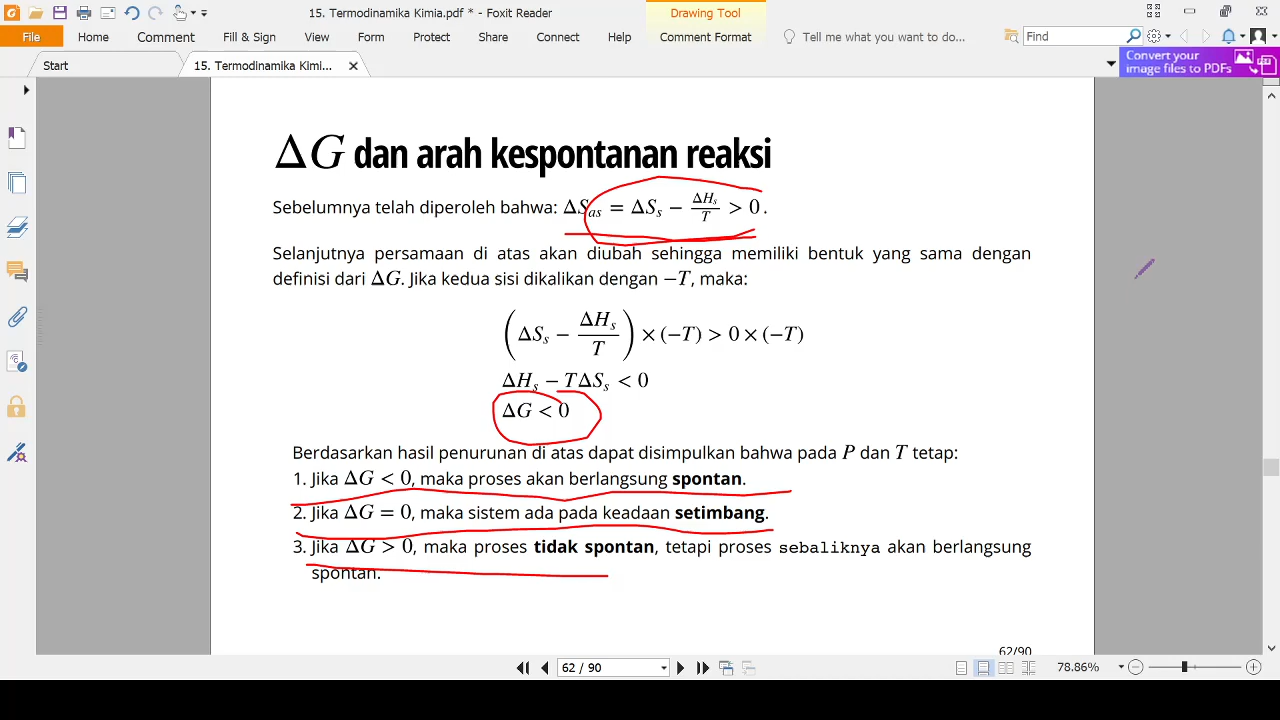 15. Termodinamika Kimia.pdf * - Foxit Reader
Drawing Tool
File
Home
Comment
Fill & Sign
View
Form
Protect
Share
Connect
Help
Comment Format
Tell me what you want to do...
Find
Start
15. Termodinamika Kimi...
Convert your
image files to PDFs
ΔG dan arah kespontanan reaksi
Sebelumnya telah diperoleh bahwa: ΔS_as = ΔS_s − ΔH_s/T > 0.
Selanjutnya persamaan di atas akan diubah sehingga memiliki bentuk yang sama dengan
definisi dari ΔG. Jika kedua sisi dikalikan dengan −T, maka:
(ΔS_s − ΔH_s/T) × (−T) > 0 × (−T)
ΔH_s − TΔS_s < 0
ΔG < 0
Berdasarkan hasil penurunan di atas dapat disimpulkan bahwa pada P dan T tetap:
1. Jika ΔG < 0, maka proses akan berlangsung spontan.
2. Jika ΔG = 0, maka sistem ada pada keadaan setimbang.
3. Jika ΔG > 0, maka proses tidak spontan, tetapi proses sebaliknya akan berlangsung
spontan.
62/90
62 / 90
78.86%